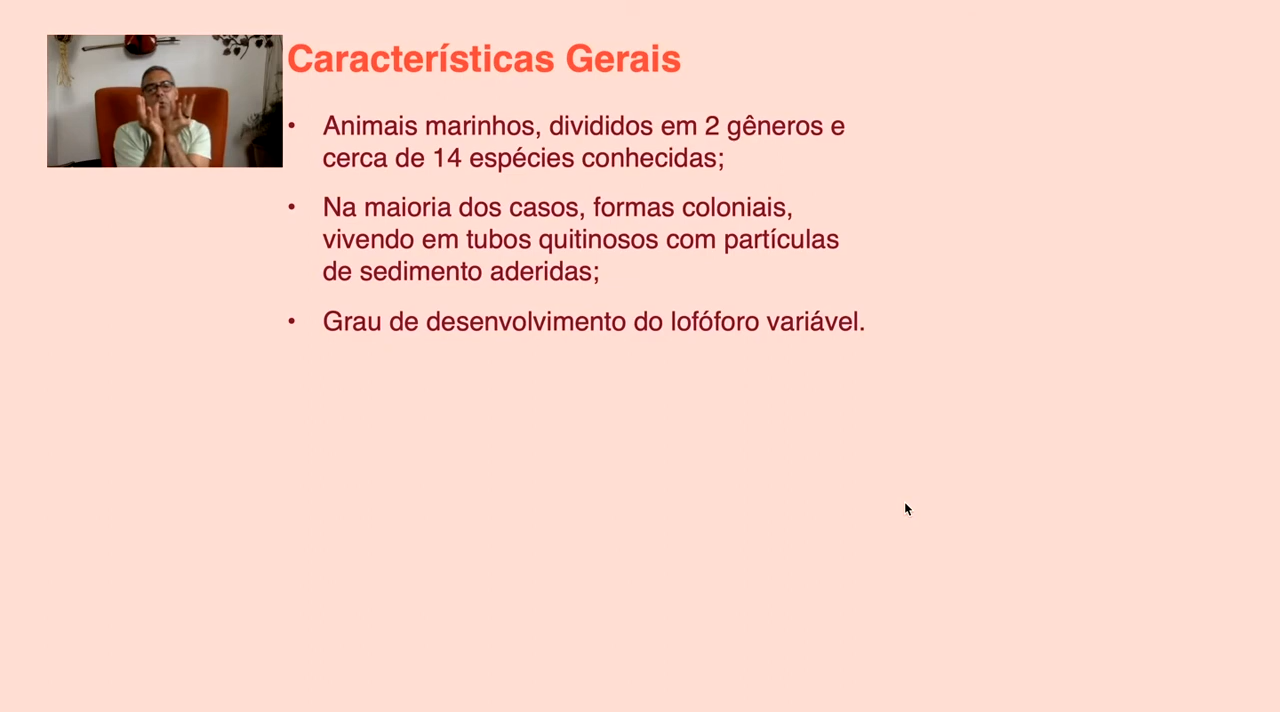 Características Gerais
• Animais marinhos, divididos em 2 gêneros e
cerca de 14 espécies conhecidas;
• Na maioria dos casos, formas coloniais,
vivendo em tubos quitinosos com partículas
de sedimento aderidas;
• Grau de desenvolvimento do lofóforo variável.